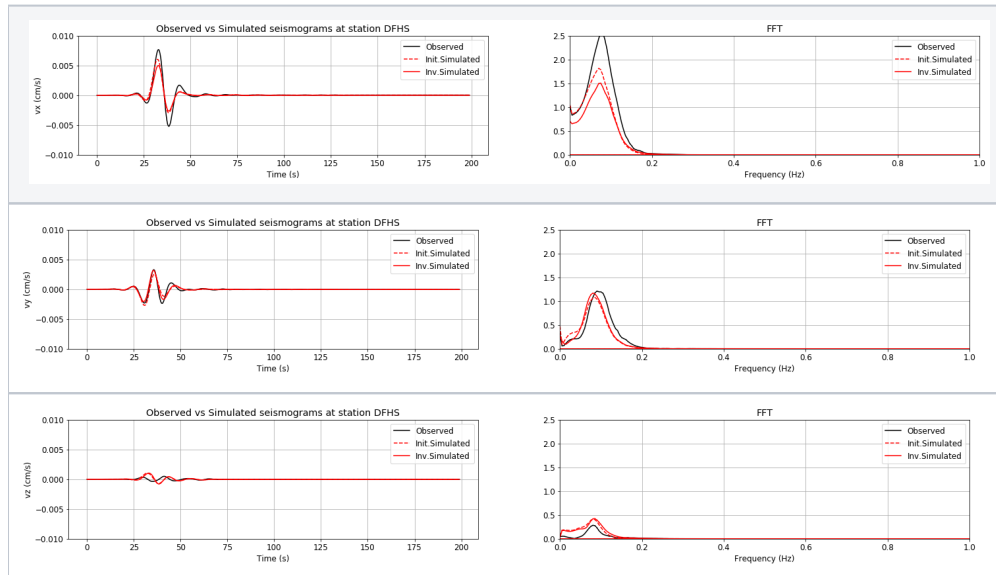 Observed vs Simulated seismograms at station DFHS
0.010
0.005
0.000
−0.005
−0.010
vx (cm/s)
Observed
Init.Simulated
Inv.Simulated
0 25 50 75 100 125 150 175 200
Time (s)
FFT
2.5
2.0
1.5
1.0
0.5
0.0
Observed
Init.Simulated
Inv.Simulated
0.0 0.2 0.4 0.6 0.8 1.0
Frequency (Hz)
Observed vs Simulated seismograms at station DFHS
0.010
0.005
0.000
−0.005
−0.010
vy (cm/s)
Observed
Init.Simulated
Inv.Simulated
0 25 50 75 100 125 150 175 200
Time (s)
FFT
2.5
2.0
1.5
1.0
0.5
0.0
Observed
Init.Simulated
Inv.Simulated
0.0 0.2 0.4 0.6 0.8 1.0
Frequency (Hz)
Observed vs Simulated seismograms at station DFHS
0.010
0.005
0.000
−0.005
−0.010
vz (cm/s)
Observed
Init.Simulated
Inv.Simulated
0 25 50 75 100 125 150 175 200
Time (s)
FFT
2.5
2.0
1.5
1.0
0.5
0.0
Observed
Init.Simulated
Inv.Simulated
0.0 0.2 0.4 0.6 0.8 1.0
Frequency (Hz)